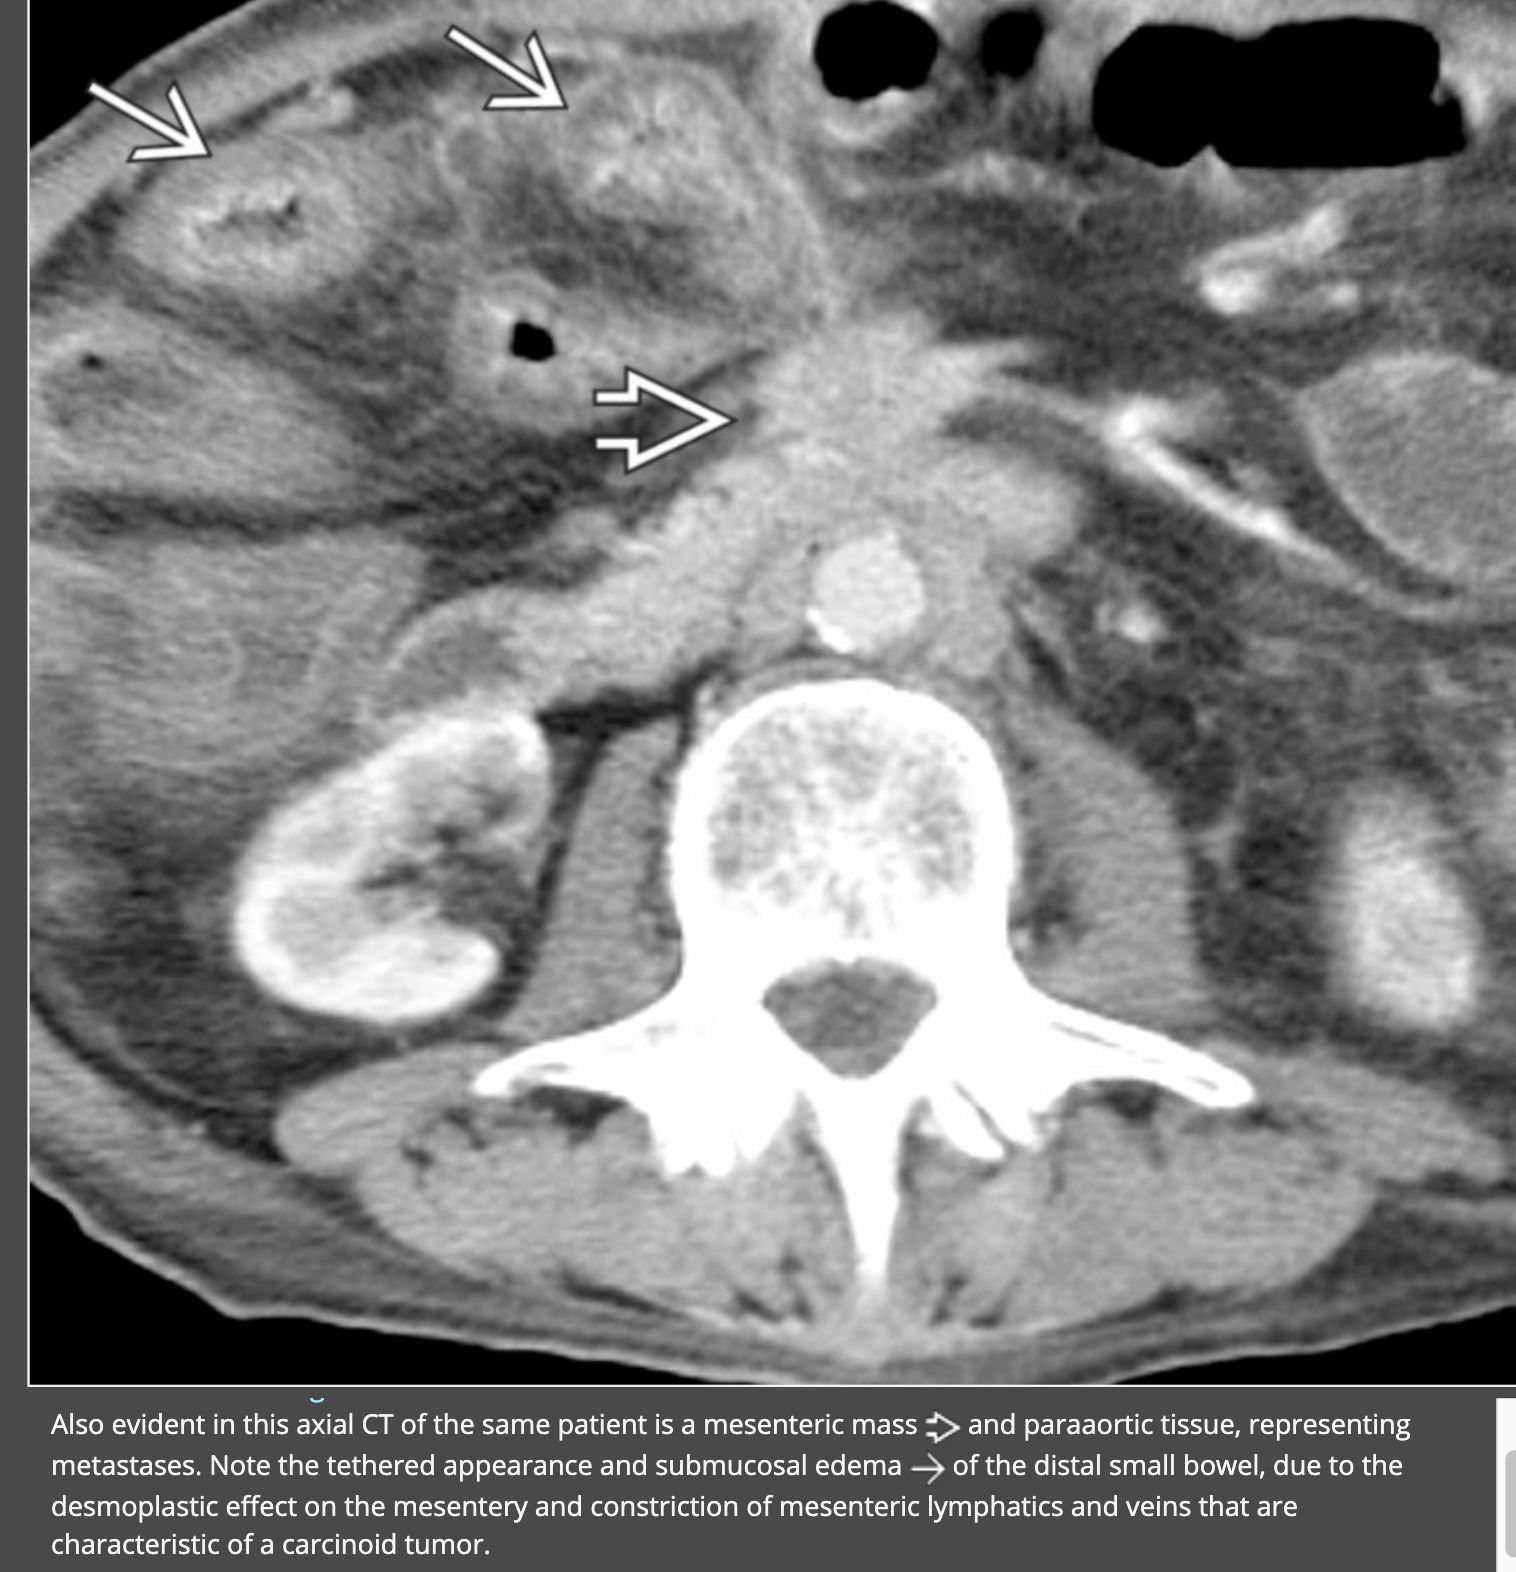 Also evident in this axial CT of the same patient is a mesenteric mass and paraaortic tissue, representing
metastases. Note the tethered appearance and submucosal edema of the distal small bowel, due to the
desmoplastic effect on the mesentery and constriction of mesenteric lymphatics and veins that are
characteristic of a carcinoid tumor.